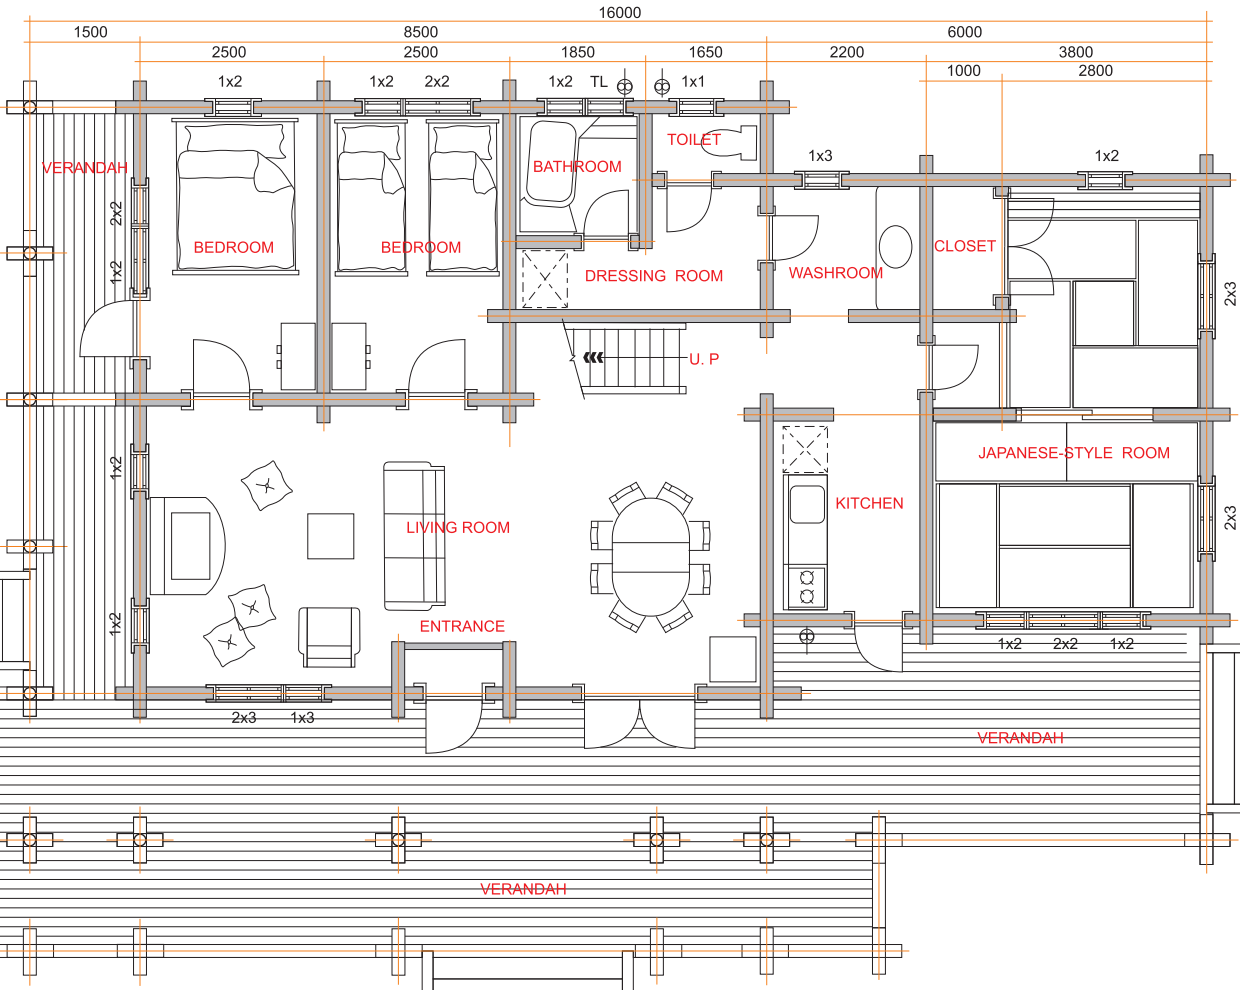 16000
1500 8500 6000
2500 2500 1850 1650 2200 3800
1000 2800
1x2 1x2 2x2 1x2 TL 1x1
TOILET
1x3 1x2
VERANDAH
BATHROOM
2x2
BEDROOM BEDROOM CLOSET
1x2
DRESSING ROOM WASHROOM
2x3
U. P
JAPANESE-STYLE ROOM
1x2
KITCHEN
2x3
LIVING ROOM
1x2
ENTRANCE
1x2 2x2 1x2
2x3 1x3
VERANDAH
VERANDAH